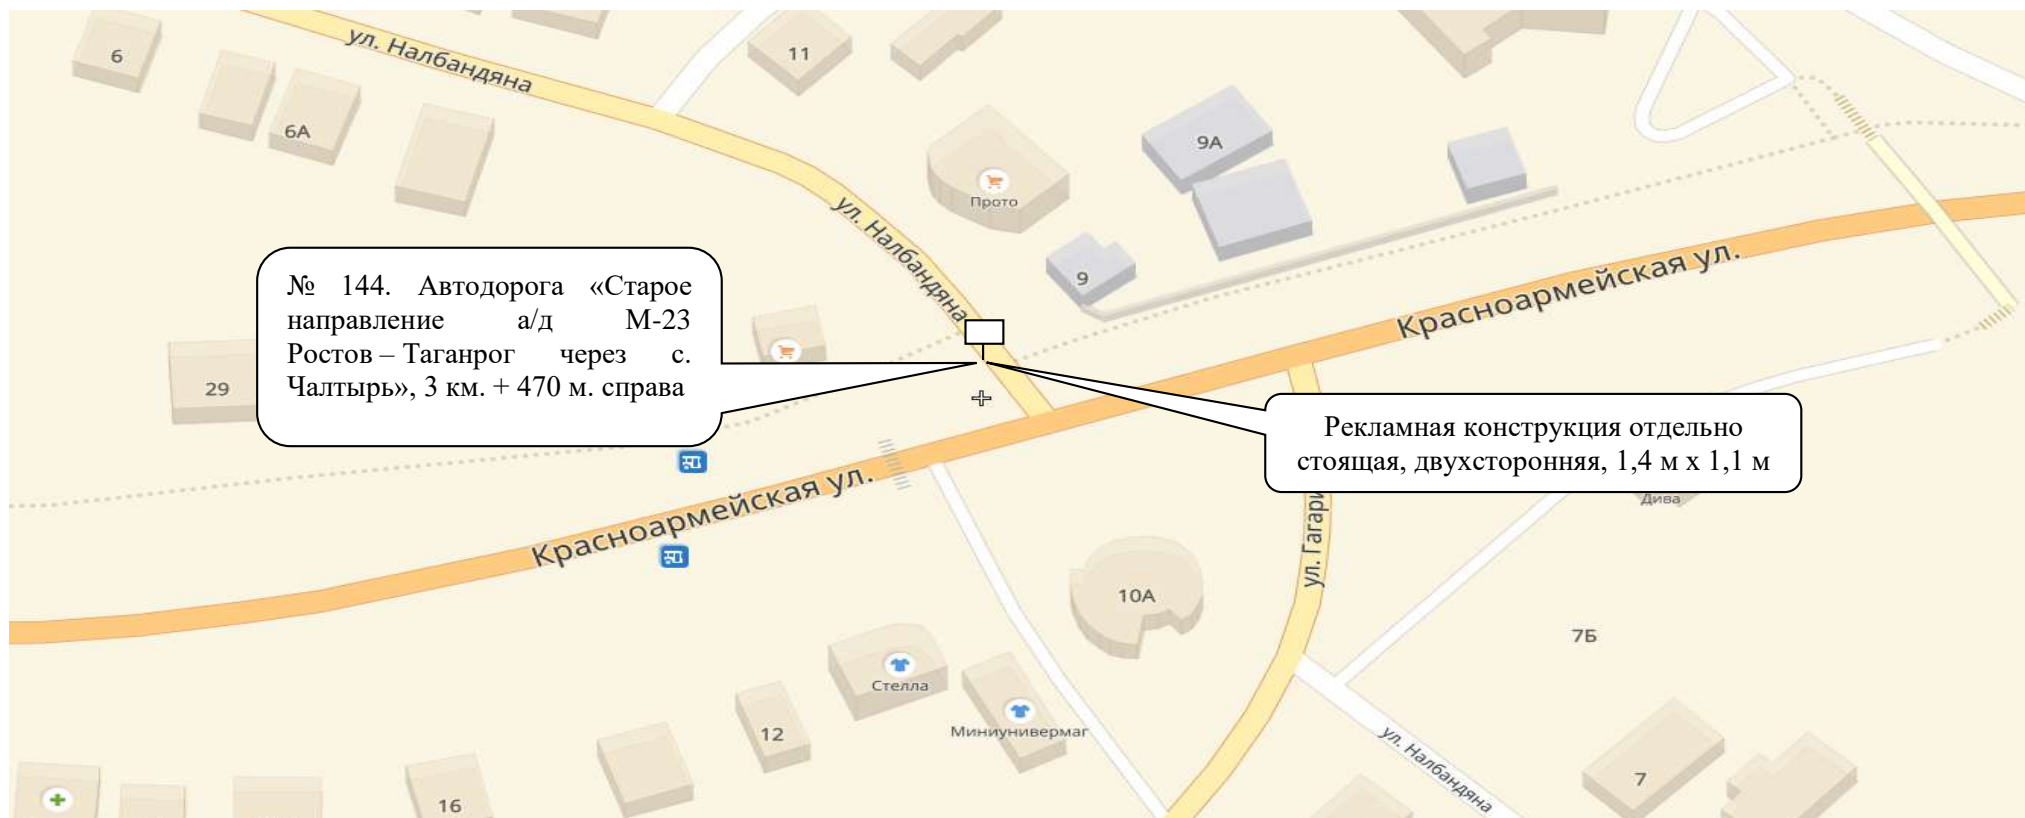 ул. Налбандяна
6
11
6А
9А
Прото
ул. Налбандяна
9
№ 144. Автодорога «Старое
направление а/д М-23
Ростов – Таганрог через с.
Чалтырь», 3 км. + 470 м. справа
Красноармейская ул.
29
Рекламная конструкция отдельно
стоящая, двухсторонняя, 1,4 м х 1,1 м
Дива
Красноармейская ул.
ул. Гагари
10А
7Б
Стелла
Миниунивермаг
12
ул. Налбандяна
7
16